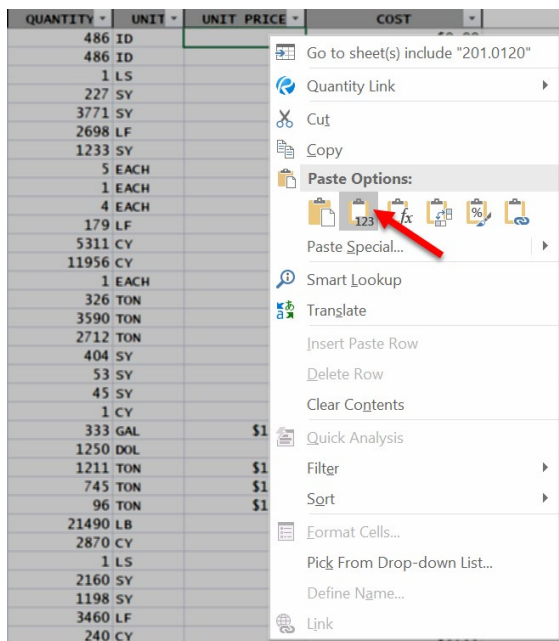 QUANTITY UNIT UNIT PRICE COST
486 ID
486 ID
1 LS
227 SY
3771 SY
2698 LF
1233 SY
5 EACH
1 EACH
4 EACH
179 LF
5311 CY
11956 CY
1 EACH
326 TON
3590 TON
2712 TON
404 SY
53 SY
45 SY
1 CY
333 GAL $1
1250 DOL
1211 TON $1
745 TON $1
96 TON $1
21490 LB
2870 CY
1 LS
2160 SY
1198 SY
3460 LF
240 CY
Go to sheet(s) include "201.0120"
Quantity Link
Cut
Copy
Paste Options:
123 fx %
Paste Special...
Smart Lookup
Translate
Insert Paste Row
Delete Row
Clear Contents
Quick Analysis
Filter
Sort
Format Cells...
Pick From Drop-down List...
Define Name...
Link